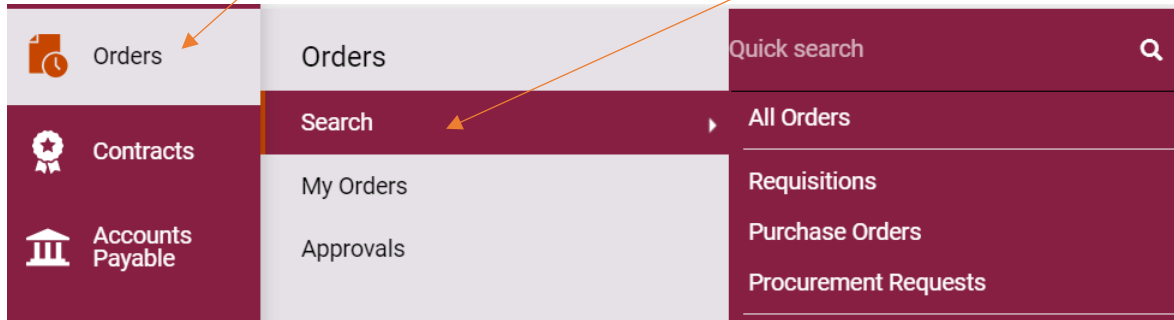 Orders
Contracts
Accounts
Payable
Orders
Search
My Orders
Approvals
Quick search
All Orders
Requisitions
Purchase Orders
Procurement Requests